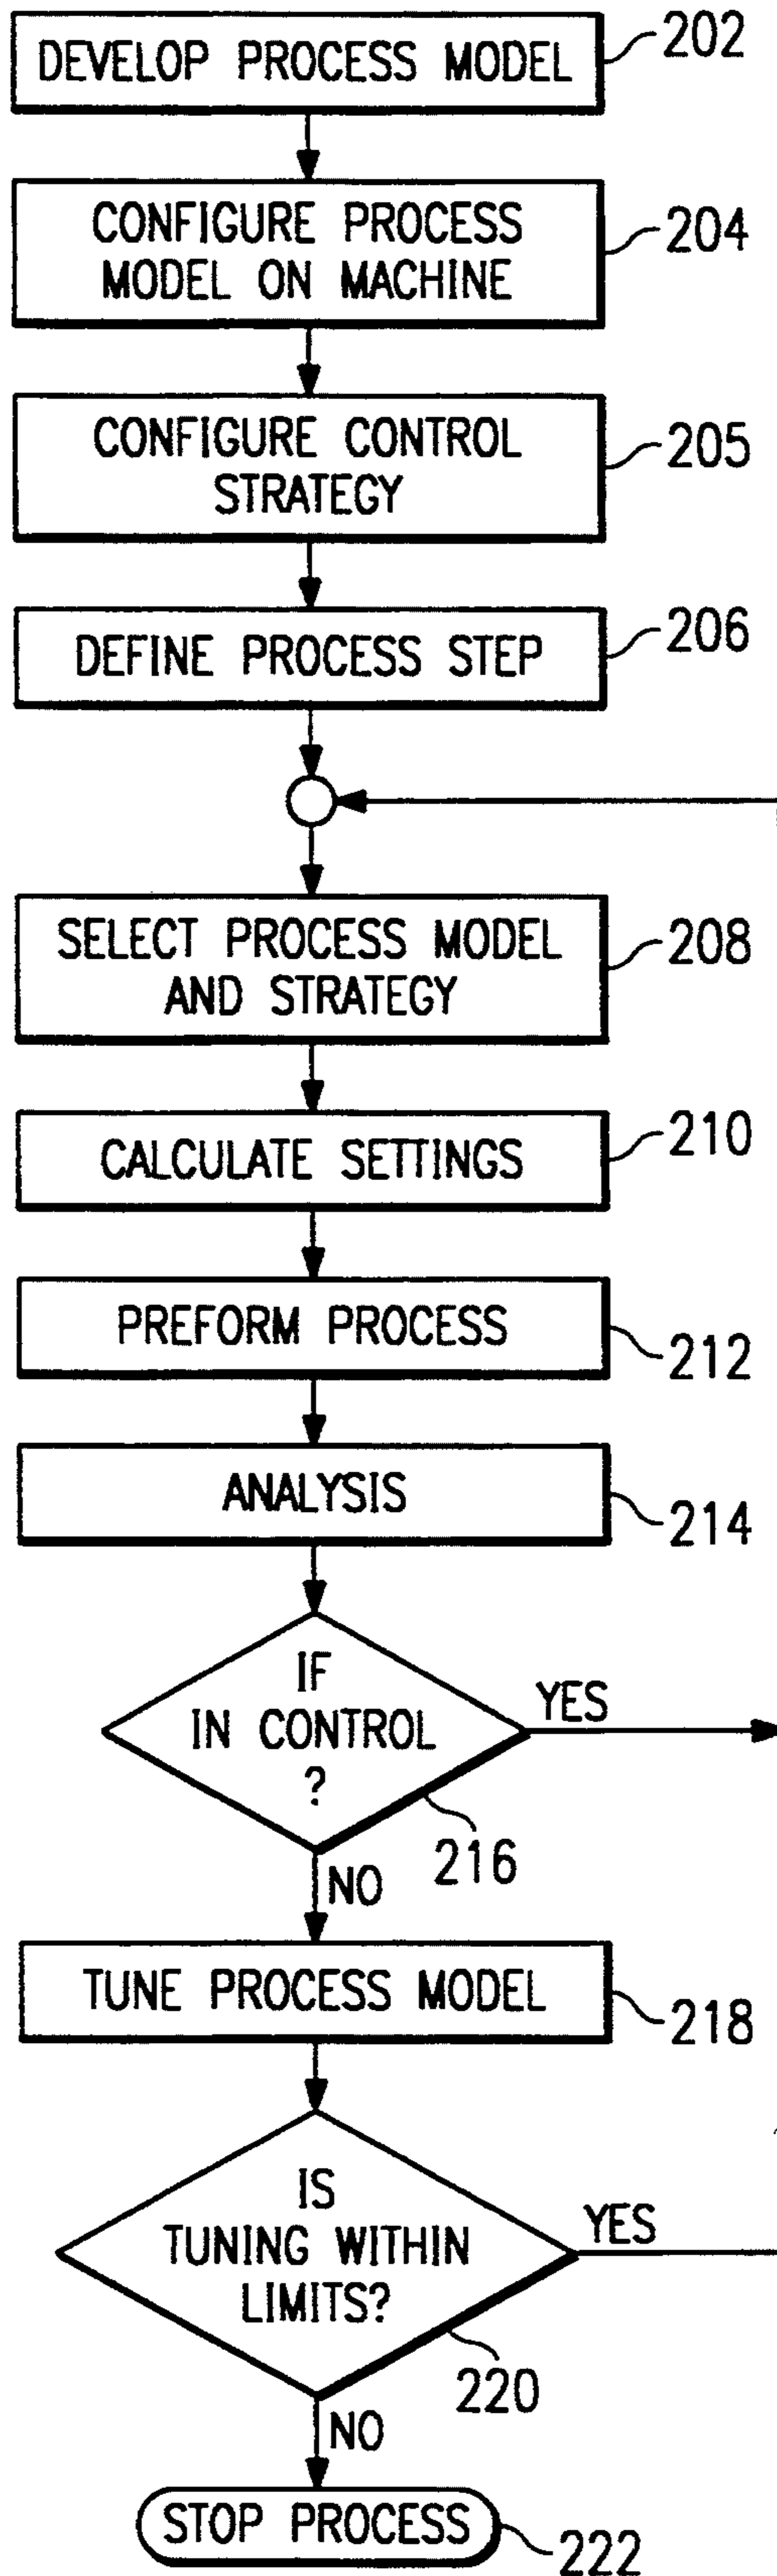 DEVELOP PROCESS MODEL
202
CONFIGURE PROCESS
MODEL ON MACHINE
204
CONFIGURE CONTROL
STRATEGY
205
DEFINE PROCESS STEP
206
SELECT PROCESS MODEL
AND STRATEGY
208
CALCULATE SETTINGS
210
PREFORM PROCESS
212
ANALYSIS
214
IF
IN CONTROL
?
YES
216
NO
TUNE PROCESS MODEL
218
IS
TUNING WITHIN
LIMITS?
YES
220
NO
STOP PROCESS
222